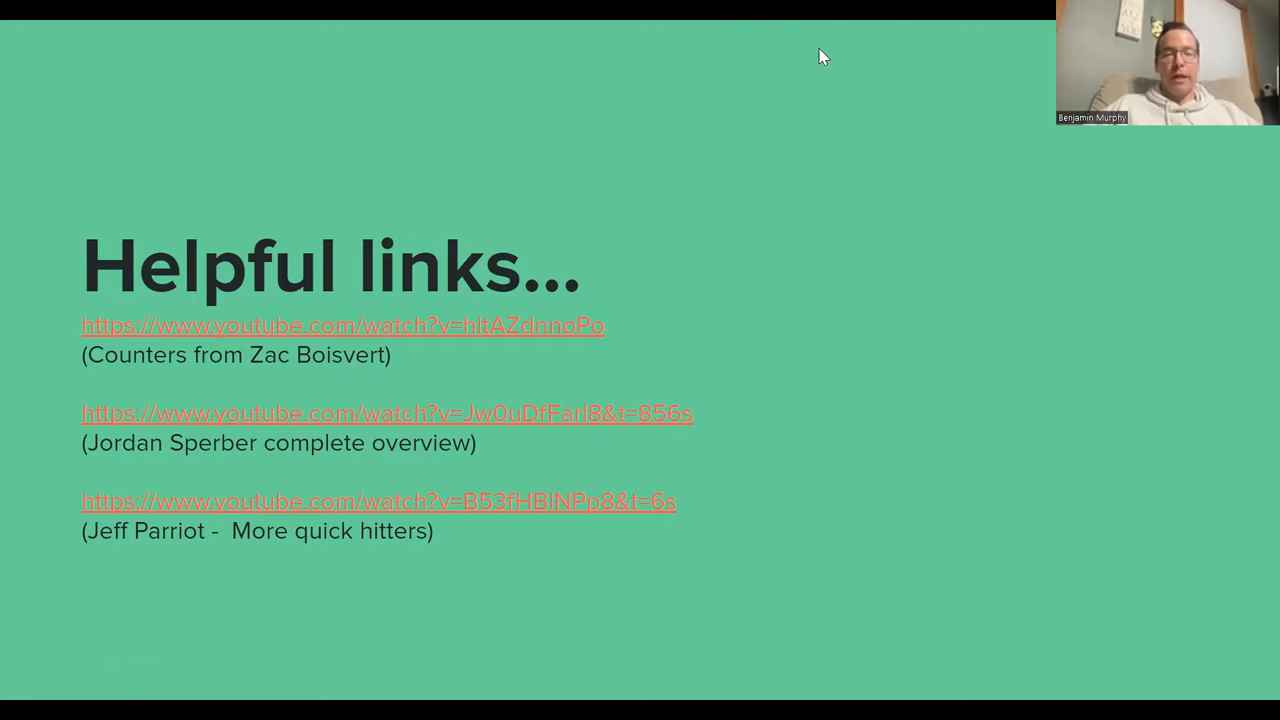 Helpful links...
https://www.youtube.com/watch?v=hItAZdnnoPo
(Counters from Zac Boisvert)
https://www.youtube.com/watch?v=Jw0uDfFarl8&t=856s
(Jordan Sperber complete overview)
https://www.youtube.com/watch?v=B53fHBlNPp8&t=6s
(Jeff Parriot -  More quick hitters)
Benjamin Murphy